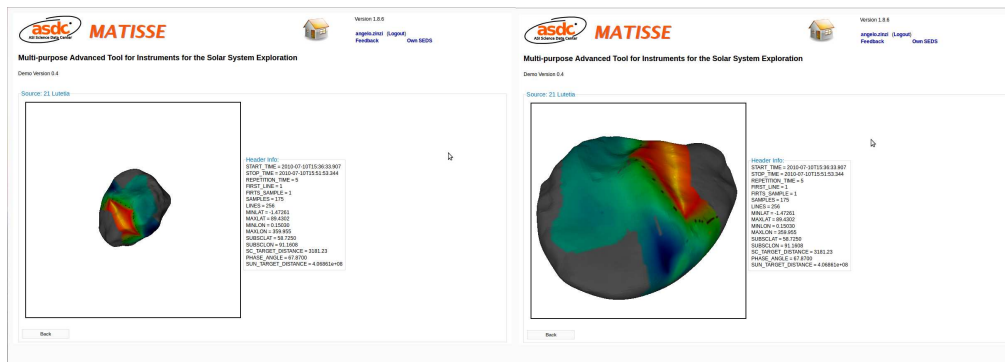 asdc
ASI Science Data Center
MATISSE
Version 1.8.6
angelo.zinzi (Logout)
Feedback Own SEDS
Multi-purpose Advanced Tool for Instruments for the Solar System Exploration
Demo Version 0.4
Source: 21 Lutetia
Header Info:
START_TIME = 2010-07-10T15:36:33.907
STOP_TIME = 2010-07-10T15:51:53.344
REPETITION_TIME = 5
FIRST_LINE = 1
FIRTS_SAMPLE = 1
SAMPLES = 175
LINES = 256
MINLAT = -1.47261
MAXLAT = 89.4302
MINLON = 0.15030
MAXLON = 359.955
SUBSCLAT = 58.7250
SUBSCLON = 91.1608
SC_TARGET_DISTANCE = 3181.23
PHASE_ANGLE = 67.8700
SUN_TARGET_DISTANCE = 4.06861e+08
Back
asdc
ASI Science Data Center
MATISSE
Version 1.8.6
angelo.zinzi (Logout)
Feedback Own SEDS
Multi-purpose Advanced Tool for Instruments for the Solar System Exploration
Demo Version 0.4
Source: 21 Lutetia
Header Info:
START_TIME = 2010-07-10T15:36:33.907
STOP_TIME = 2010-07-10T15:51:53.344
REPETITION_TIME = 5
FIRST_LINE = 1
FIRTS_SAMPLE = 1
SAMPLES = 175
LINES = 256
MINLAT = -1.47261
MAXLAT = 89.4302
MINLON = 0.15030
MAXLON = 359.955
SUBSCLAT = 58.7250
SUBSCLON = 91.1608
SC_TARGET_DISTANCE = 3181.23
PHASE_ANGLE = 67.8700
SUN_TARGET_DISTANCE = 4.06861e+08
Back